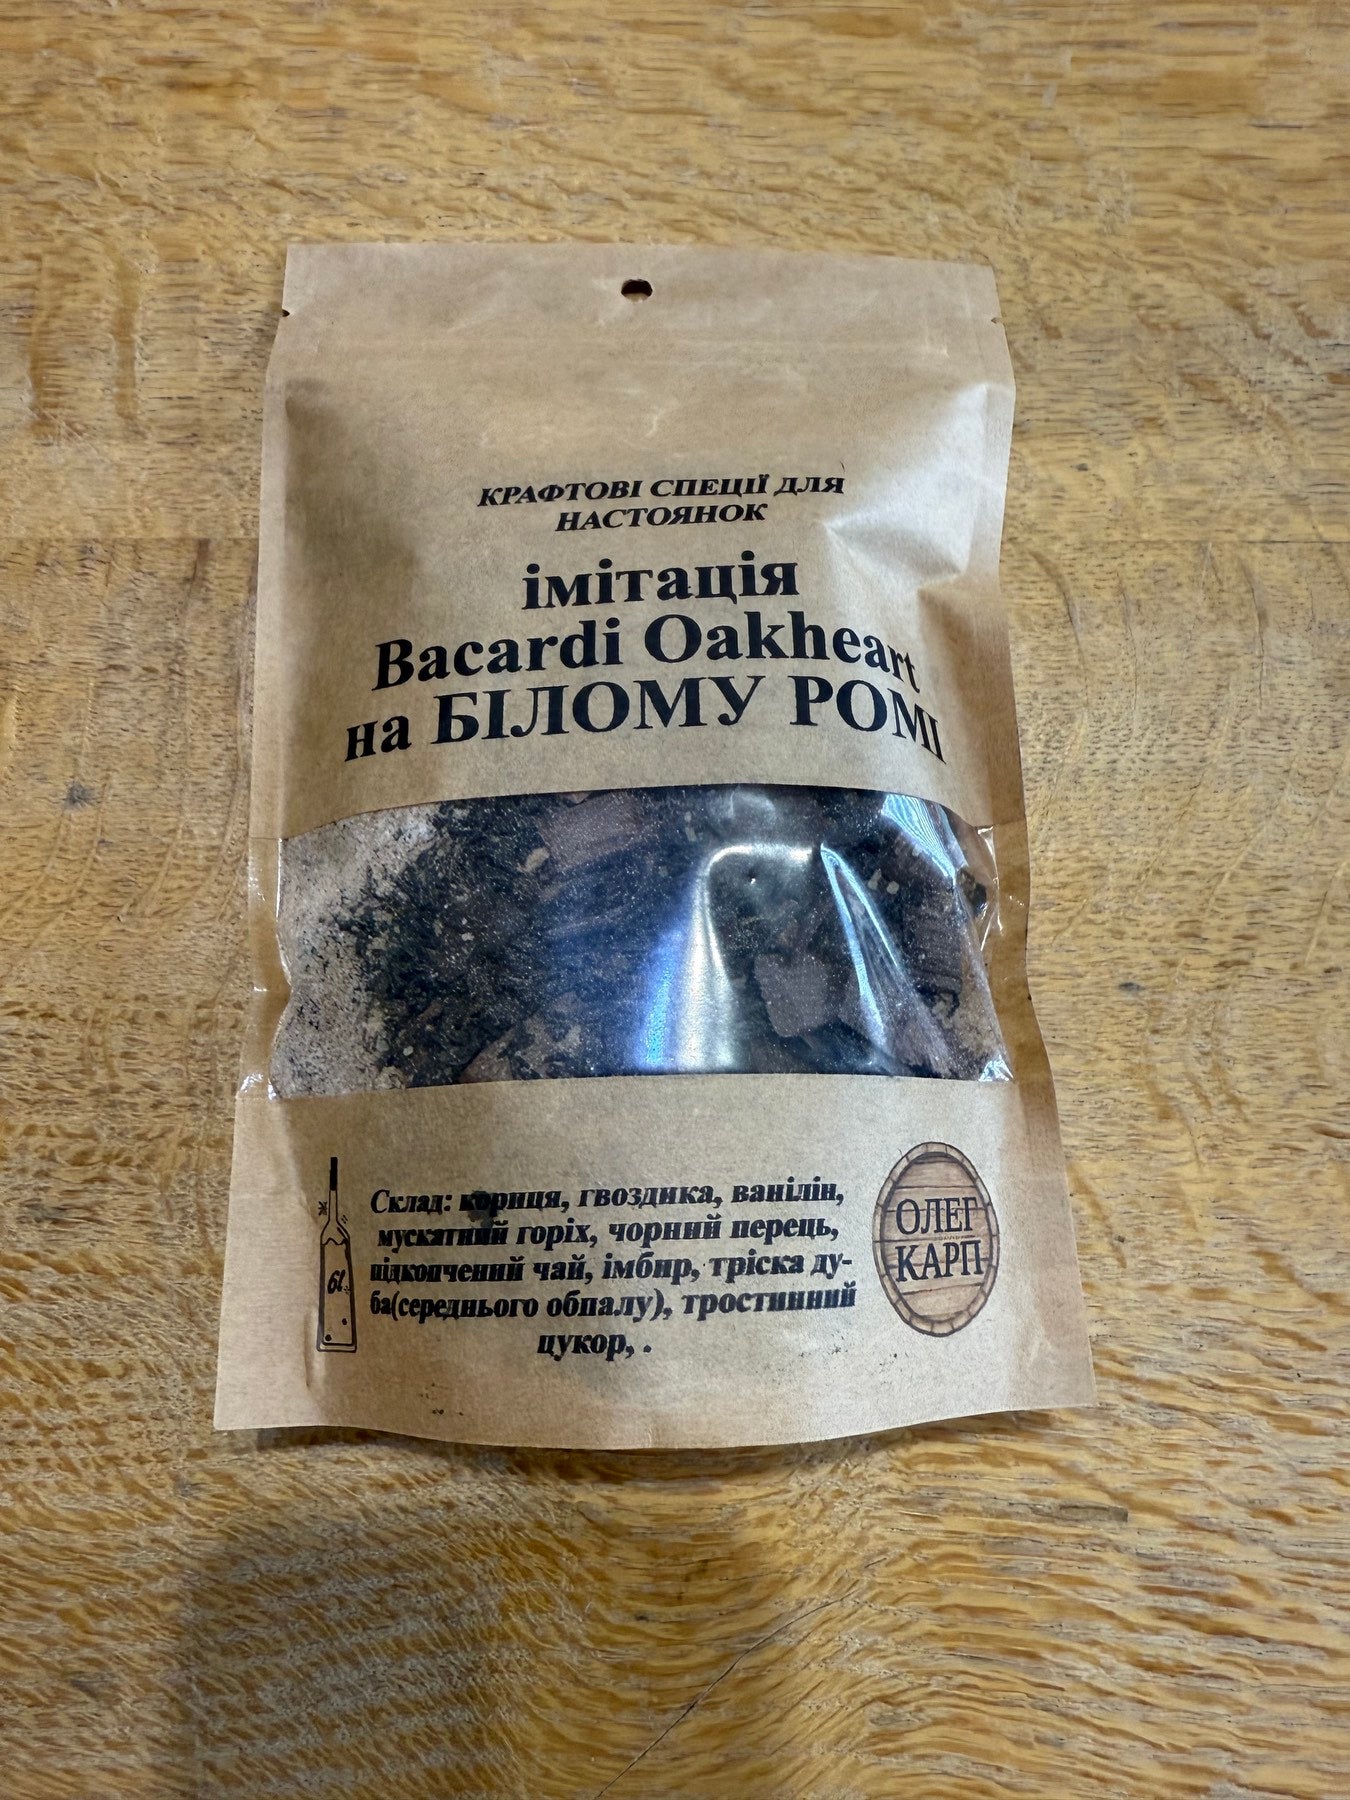 КРАФТОВІ СПЕЦІЇ ДЛЯ
НАСТОЯНОК
імітація
Bacardi Oakheart
на БІЛОМУ РОМІ
Склад: кориця, гвоздика, ванілін,
мускатний горіх, чорний перець,
підкопчений чай, імбир, тріска ду-
ба(середнього обпалу), тростинний
цукор, .
6l
ОЛЕГ
КАРП